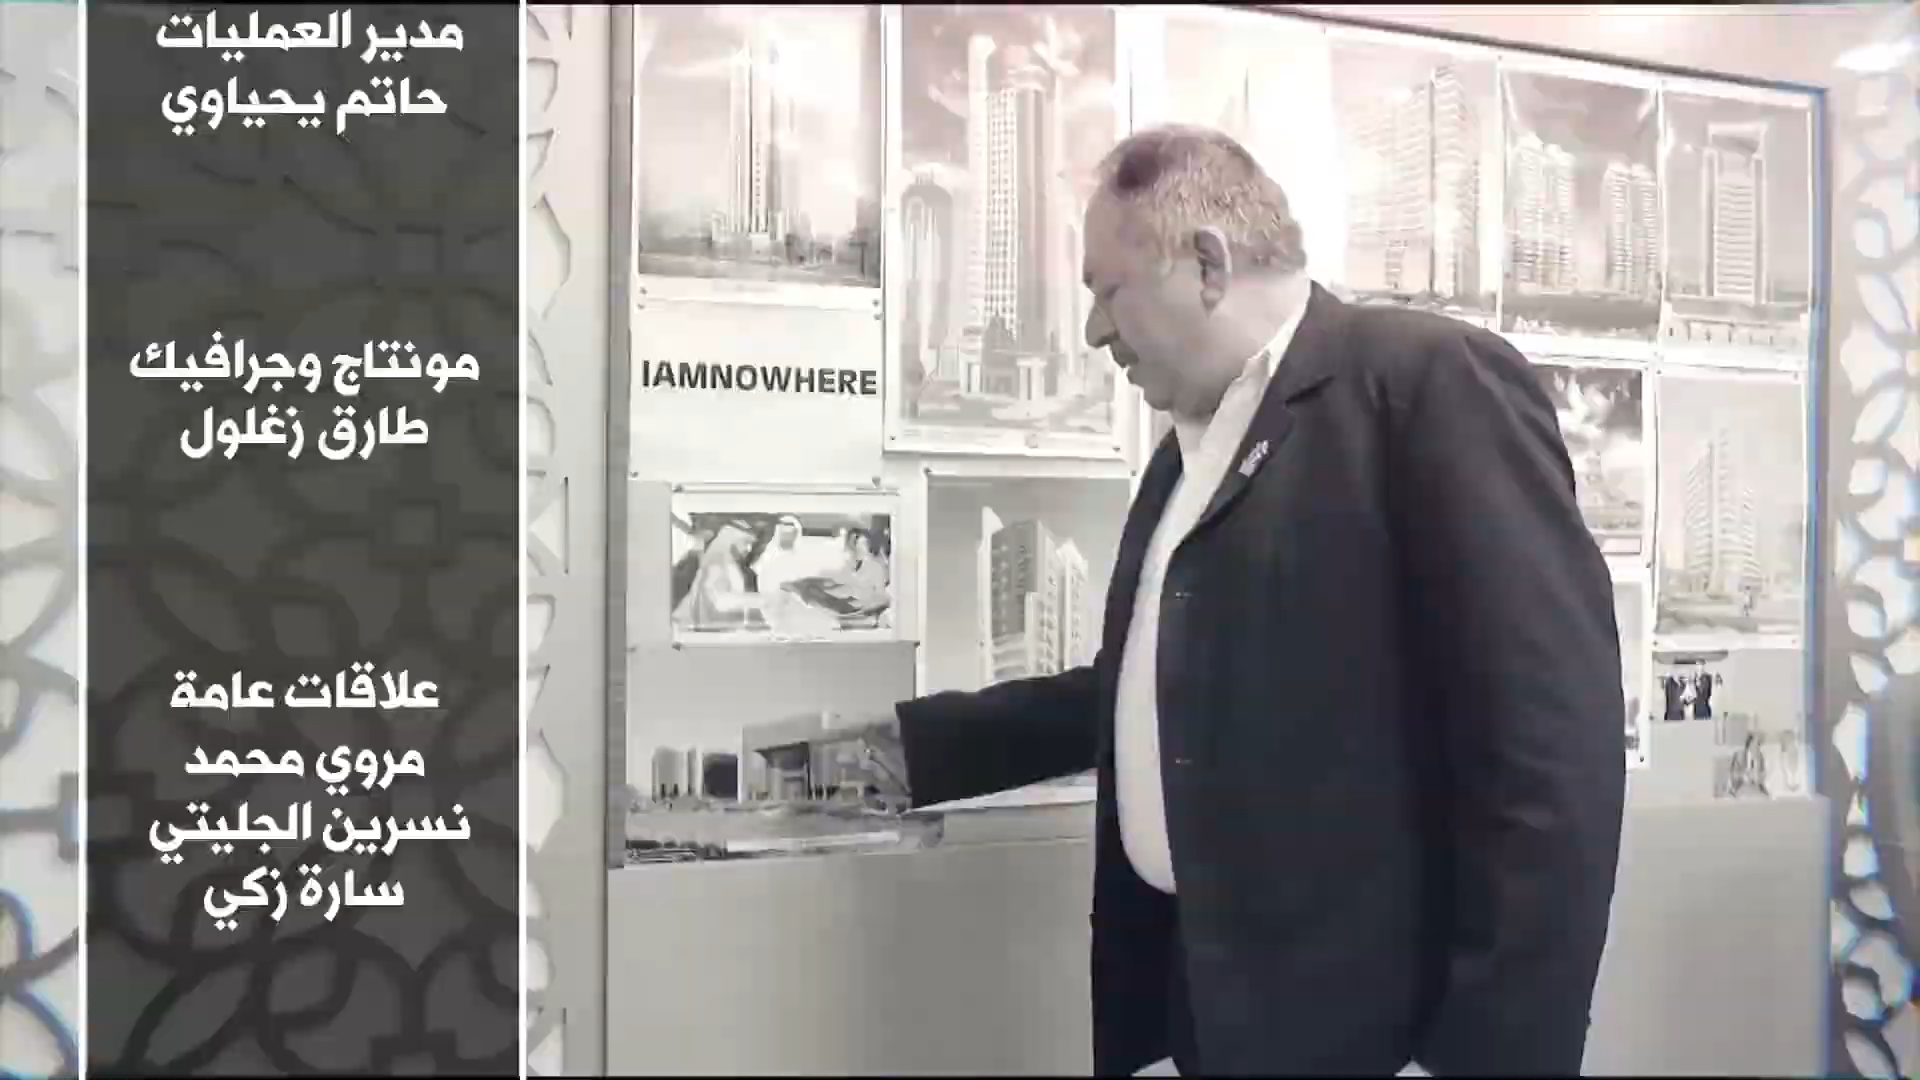 مدير العمليات
حاتم يحياوي
مونتاج وجرافيك
طارق زغلول
علاقات عامة
مروي محمد
نسرين الجليتي
سارة زكي
IAMNOWHERE